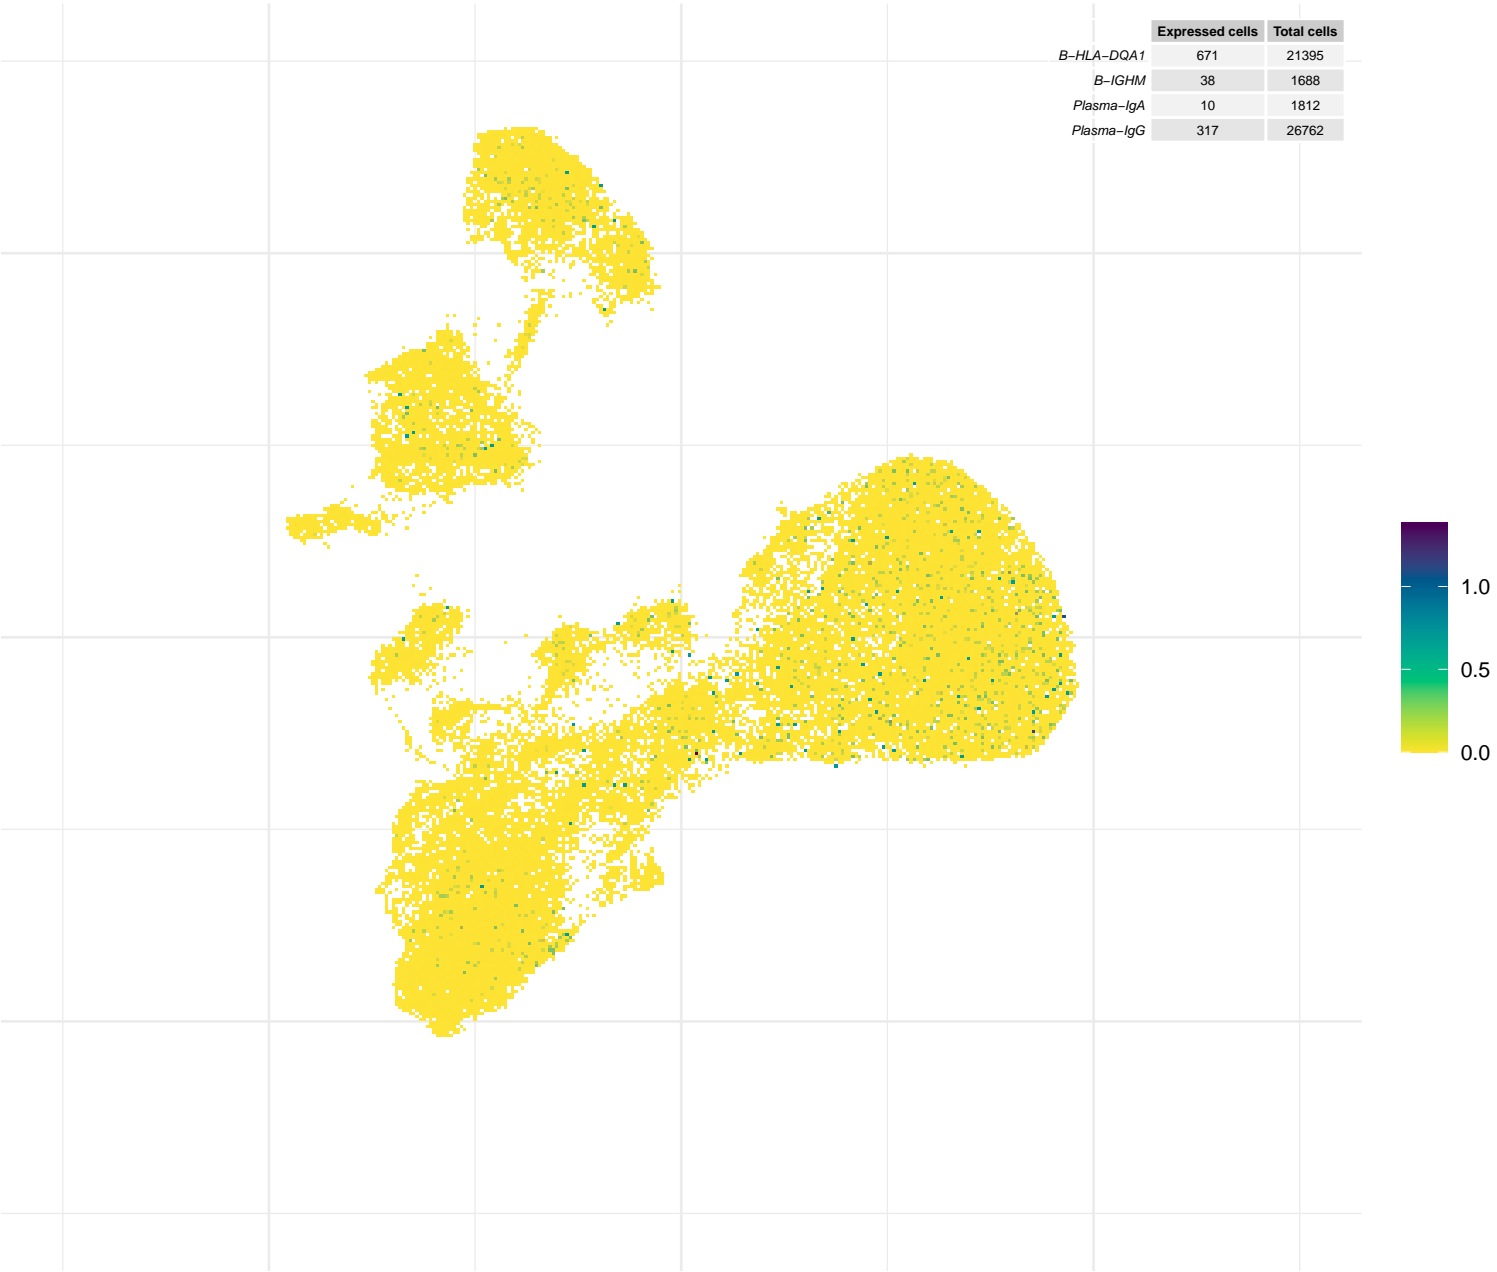 Expressed cells Total cells
B−HLA−DQA1 671 21395
B−IGHM 38 1688
Plasma−IgA 10 1812
Plasma−IgG 317 26762
1.0
0.5
0.0